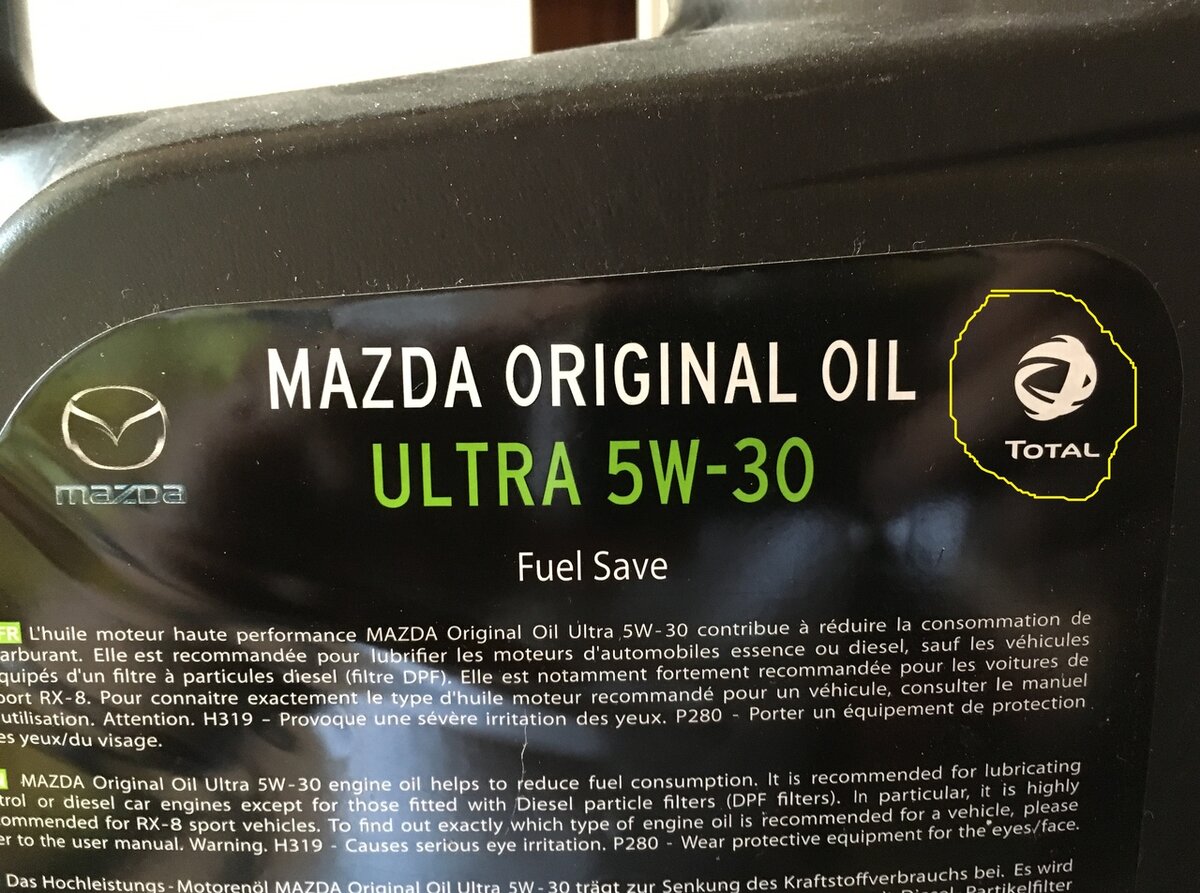 MAZDA ORIGINAL OIL
ULTRA 5W-30
mazda
TOTAL
Fuel Save
FR L'huile moteur haute performance MAZDA Original Oil Ultra 5W-30 contribue à réduire la consommation de
arburant. Elle est recommandée pour lubrifier les moteurs d'automobiles essence ou diesel, sauf les véhicules
quipés d'un filtre à particules diesel (filtre DPF). Elle est notamment fortement recommandée pour les voitures de
port RX-8. Pour connaitre exactement le type d'huile moteur recommandé pour un véhicule, consulter le manuel
utilisation. Attention. H319 - Provoque une sévère irritation des yeux. P280 - Porter un équipement de protection
es yeux/du visage.
MAZDA Original Oil Ultra 5W-30 engine oil helps to reduce fuel consumption. It is recommended for lubricating
trol or diesel car engines except for those fitted with Diesel particle filters (DPF filters). In particular, it is highly
commended for RX-8 sport vehicles. To find out exactly which type of engine oil is recommended for a vehicle, please
er to the user manual. Warning. H319 - Causes serious eye irritation. P280 - Wear protective equipment for the eyes/face.
Das Hochleistungs-Motorenöl MAZDA Original Oil Ultra 5W-30 trägt zur Senkung des Kraftstoffverbrauchs bei. Es wird
Diesel Partikelfilter